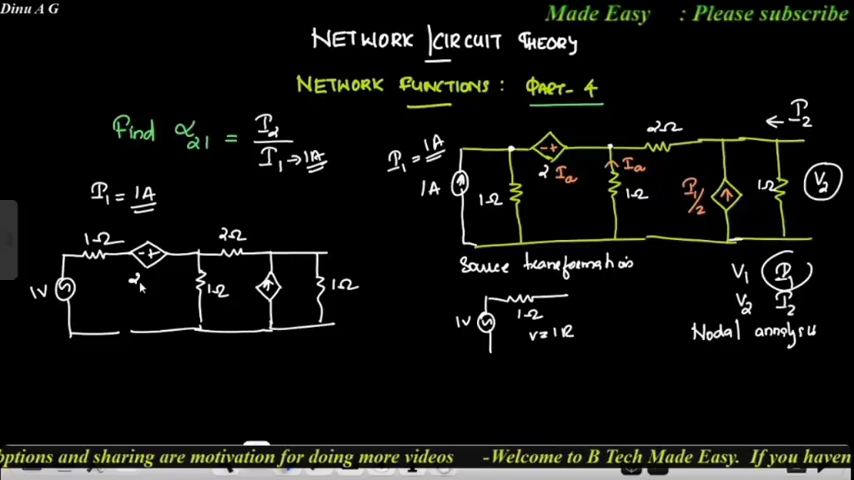 Dinu A G
Made Easy : Please subscribe
NETWORK | CIRCUIT THEORY
NETWORK FUNCTIONS: PART-4
Find α21 = I2 / I1 → 1A
I1 = 1A
I1 = 1A
1A
1Ω
2 Ia
Ia
1Ω
2Ω
I1/2
1Ω
I2
V2
1Ω
2Ω
1V
2
1Ω
1Ω
Source transformation
1V
1Ω
V = IR
V1 I1
V2 I2
Nodal analysis
options and sharing are motivation for doing more videos -Welcome to B Tech Made Easy. If you haven